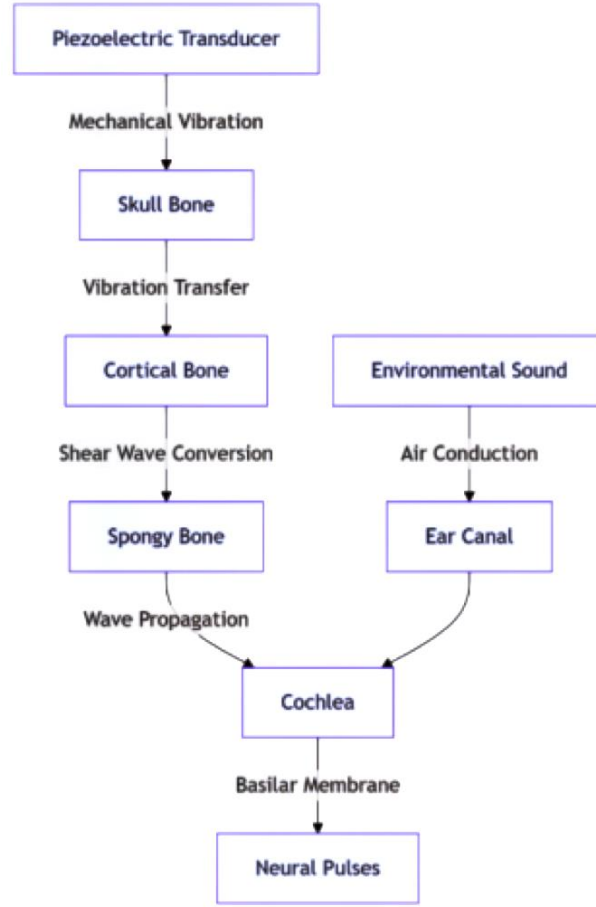 Piezoelectric Transducer
Mechanical Vibration
Skull Bone
Vibration Transfer
Cortical Bone
Environmental Sound
Shear Wave Conversion
Air Conduction
Spongy Bone
Ear Canal
Wave Propagation
Cochlea
Basilar Membrane
Neural Pulses